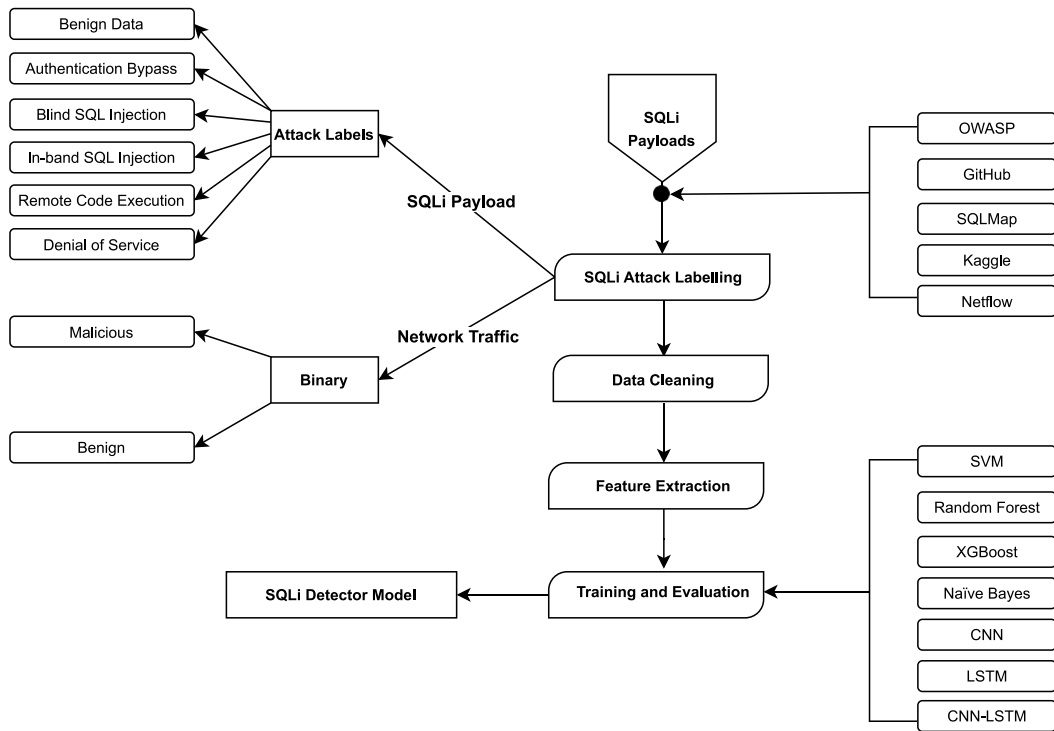 Benign Data
Authentication Bypass
Blind SQL Injection
In-band SQL Injection
Remote Code Execution
Denial of Service
Attack Labels
SQLi Payload
Network Traffic
Malicious
Binary
Benign
SQLi
Payloads
SQLi Attack Labelling
Data Cleaning
Feature Extraction
Training and Evaluation
SQLi Detector Model
OWASP
GitHub
SQLMap
Kaggle
Netflow
SVM
Random Forest
XGBoost
Naïve Bayes
CNN
LSTM
CNN-LSTM